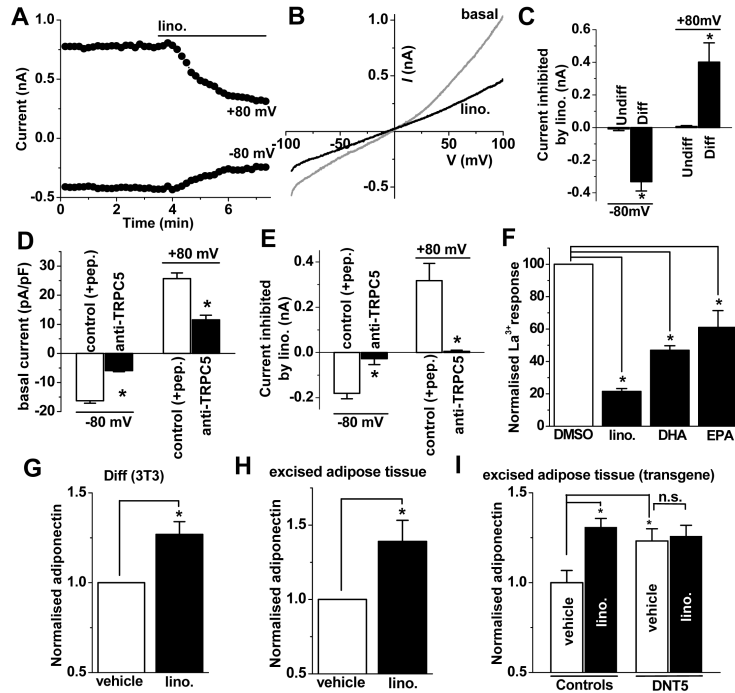 A
lino.
Current (nA)
1.0
0.5
0.0
-0.5
+80 mV
-80 mV
0
2
4
6
Time (min)
B
basal
I (nA)
1.0
0.5
lino.
-100
-50
50
100
V (mV)
-0.5
C
+80mV
Current inhibited
by lino. (nA)
0.6
0.4
0.2
0.0
0.2
0.4
Undiff
Diff
*
Undiff
Diff
*
-80mV
D
+80 mV
basal current (pA/pF)
30
20
10
0
-10
-15
-20
control (+pep.)
anti-TRPC5
*
*
control (+pep.)
anti-TRPC5
-80 mV
E
+80 mV
Current inhibited
by lino. (nA)
0.4
0.2
0.0
-0.2
control (+pep.)
anti-TRPC5
*
*
control (+pep.)
anti-TRPC5
-80 mV
F
Normalised La3+response
100
80
60
40
20
0
*
*
*
DMSO
lino.
DHA
EPA
G
Diff (3T3)
Normalised adiponectin
1.5
1.0
0.5
*
vehicle
lino.
H
excised adipose tissue
Normalised adiponectin
1.5
1.0
0.5
*
vehicle
lino.
I
excised adipose tissue (transgene)
Normalised adiponectin
1.5
1.0
0.5
*
*
n.s.
vehicle
lino.
vehicle
lino.
Controls
DNT5